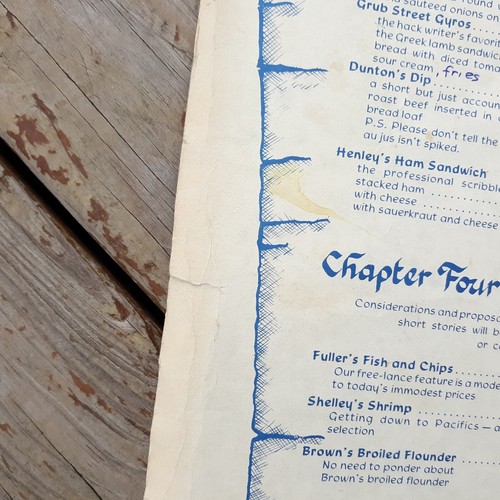 sauteed onions on
Grub Street Gyros.....
the hack writer's favori
the Greek lamb sandwic
bread with diced toma
sour cream, fries
Dunton's Dip..........
a short but just accoun
roast beef inserted in
bread loaf
P.S. Please don't tell the
au jus isn't spiked.
Henley's Ham Sandwich
the professional scribble
stacked ham ..........
with cheese ..........
with sauerkraut and cheese
Chapter Four
Considerations and proposa
short stories will b
or c
Fuller's Fish and Chips........
Our free-lance feature is a mode
to today's immodest prices
Shelley's Shrimp ..........
Getting down to Pacifics — a
selection
Brown's Broiled Flounder ........
No need to ponder about
Brown's broiled flounder